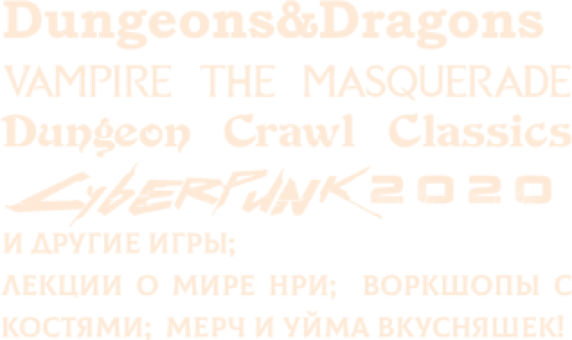 Dungeons&Dragons
VAMPIRE THE MASQUERADE
Dungeon Crawl Classics
CYBERPUNK 2020
И ДРУГИЕ ИГРЫ;
ЛЕКЦИИ О МИРЕ НРИ; ВОРКШОПЫ С
КОСТЯМИ; МЕРЧ И УЙМА ВКУСНЯШЕК!